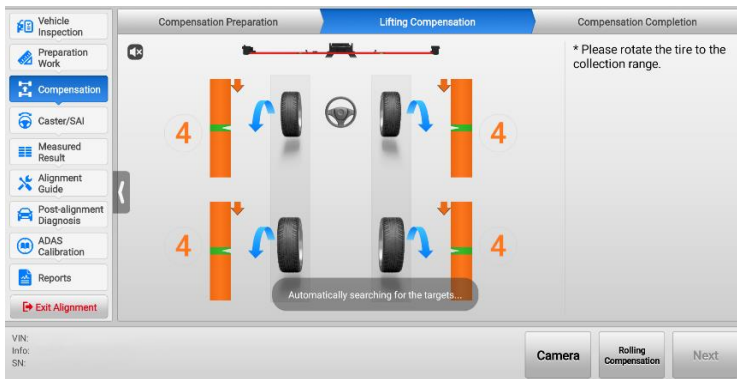 Vehicle
Inspection
Preparation
Work
Compensation
Caster/SAI
Measured
Result
Alignment
Guide
Post-alignment
Diagnosis
ADAS
Calibration
Reports
Exit Alignment
Compensation Preparation
Lifting Compensation
Compensation Completion
* Please rotate the tire to the
collection range.
4
4
4
4
Automatically searching for the targets...
VIN:
Info:
SN:
Camera
Rolling
Compensation
Next